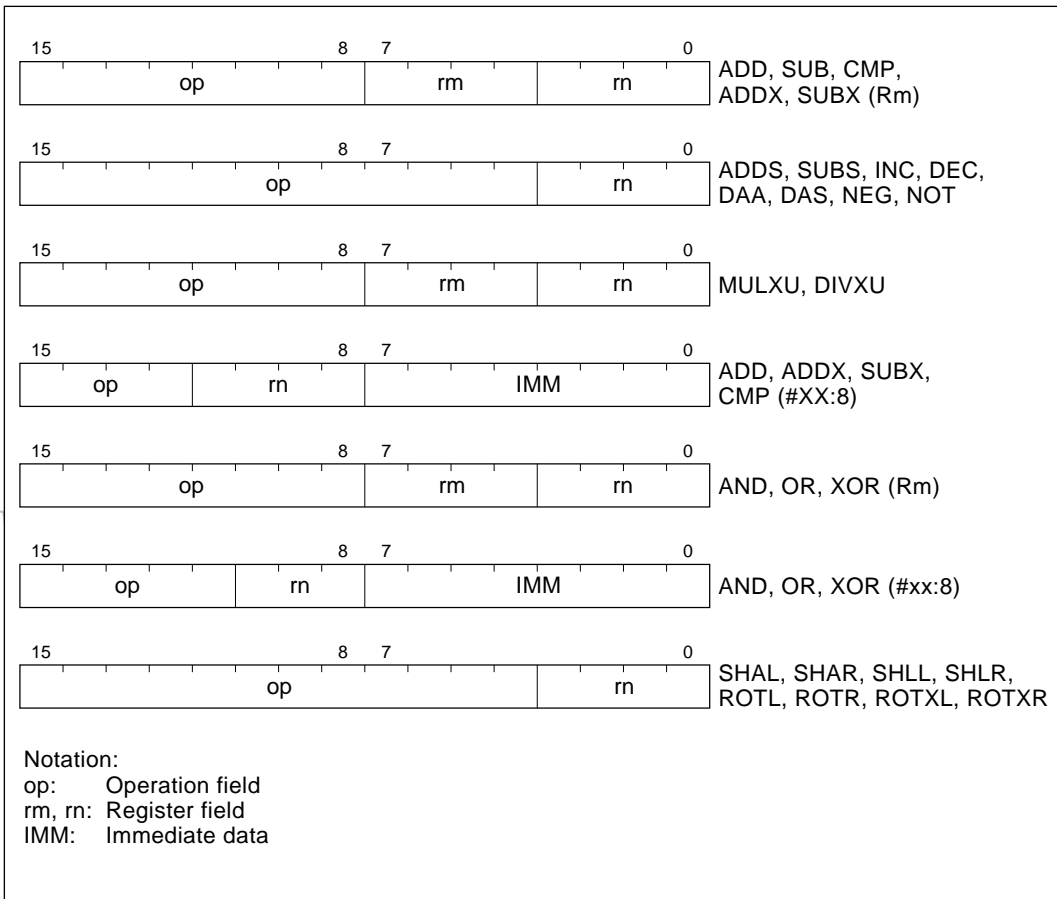 15 8 7 0
op rm rn
ADD, SUB, CMP,
ADDX, SUBX (Rm)
15 8 7 0
op rn
ADDS, SUBS, INC, DEC,
DAA, DAS, NEG, NOT
15 8 7 0
op rm rn
MULXU, DIVXU
15 8 7 0
op rn IMM
ADD, ADDX, SUBX,
CMP (#XX:8)
15 8 7 0
op rm rn
AND, OR, XOR (Rm)
15 8 7 0
op rn IMM
AND, OR, XOR (#xx:8)
15 8 7 0
op rn
SHAL, SHAR, SHLL, SHLR,
ROTL, ROTR, ROTXL, ROTXR
Notation:
op: Operation field
rm, rn: Register field
IMM: Immediate data